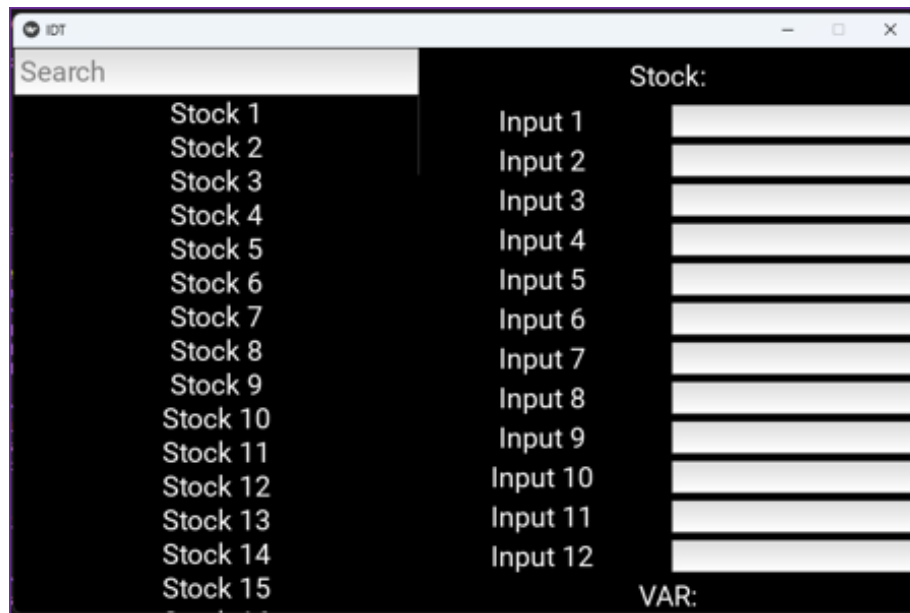 IDT
Search
Stock 1
Stock 2
Stock 3
Stock 4
Stock 5
Stock 6
Stock 7
Stock 8
Stock 9
Stock 10
Stock 11
Stock 12
Stock 13
Stock 14
Stock 15
Stock:
Input 1
Input 2
Input 3
Input 4
Input 5
Input 6
Input 7
Input 8
Input 9
Input 10
Input 11
Input 12
VAR: